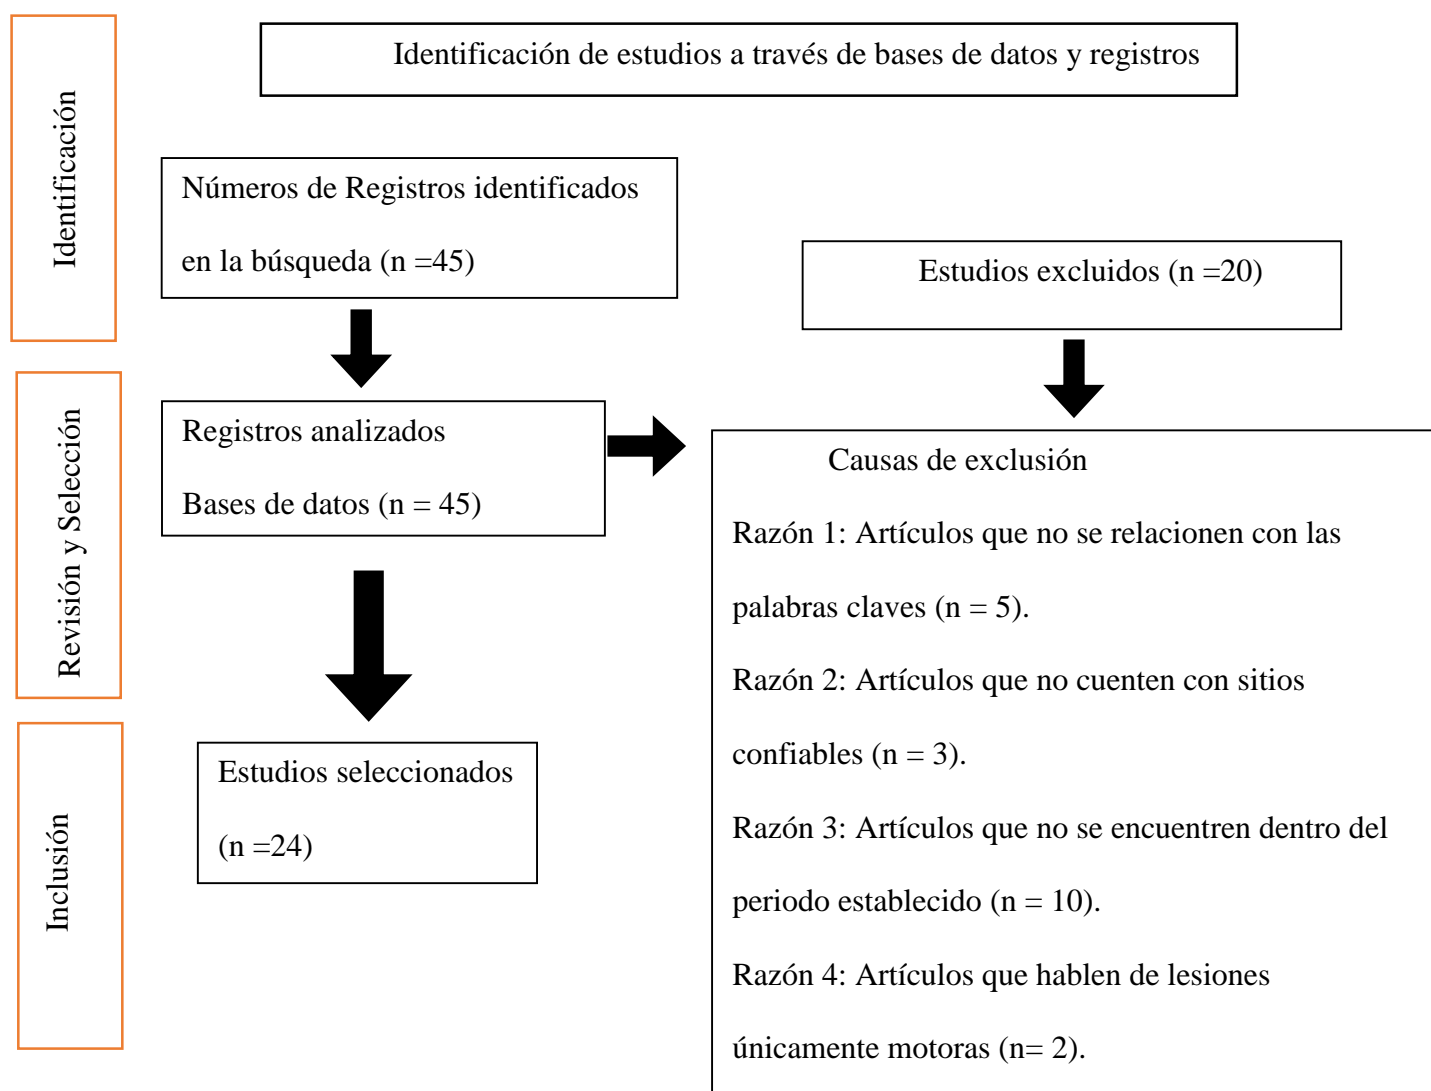 Identificación de estudios a través de bases de datos y registros
Identificación
Números de Registros identificados
en la búsqueda (n =45)
Estudios excluidos (n =20)
Revisión y Selección
Registros analizados
Bases de datos (n = 45)
Causas de exclusión
Razón 1: Artículos que no se relacionen con las
palabras claves (n = 5).
Razón 2: Artículos que no cuenten con sitios
confiables (n = 3).
Razón 3: Artículos que no se encuentren dentro del
periodo establecido (n = 10).
Razón 4: Artículos que hablen de lesiones
únicamente motoras (n= 2).
Inclusión
Estudios seleccionados
(n =24)